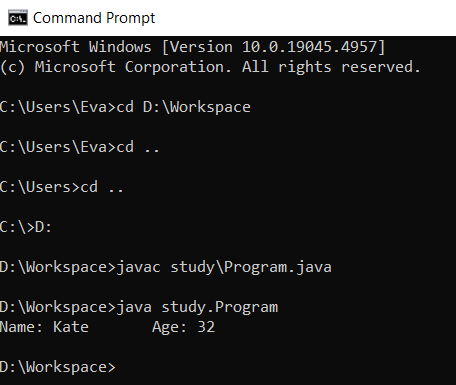 Command Prompt
Microsoft Windows [Version 10.0.19045.4957]
(c) Microsoft Corporation. All rights reserved.
C:\Users\Eva>cd D:\Workspace
C:\Users\Eva>cd ..
C:\Users>cd ..
C:\>D:
D:\Workspace>javac study\Program.java
D:\Workspace>java study.Program
Name: Kate       Age: 32
D:\Workspace>